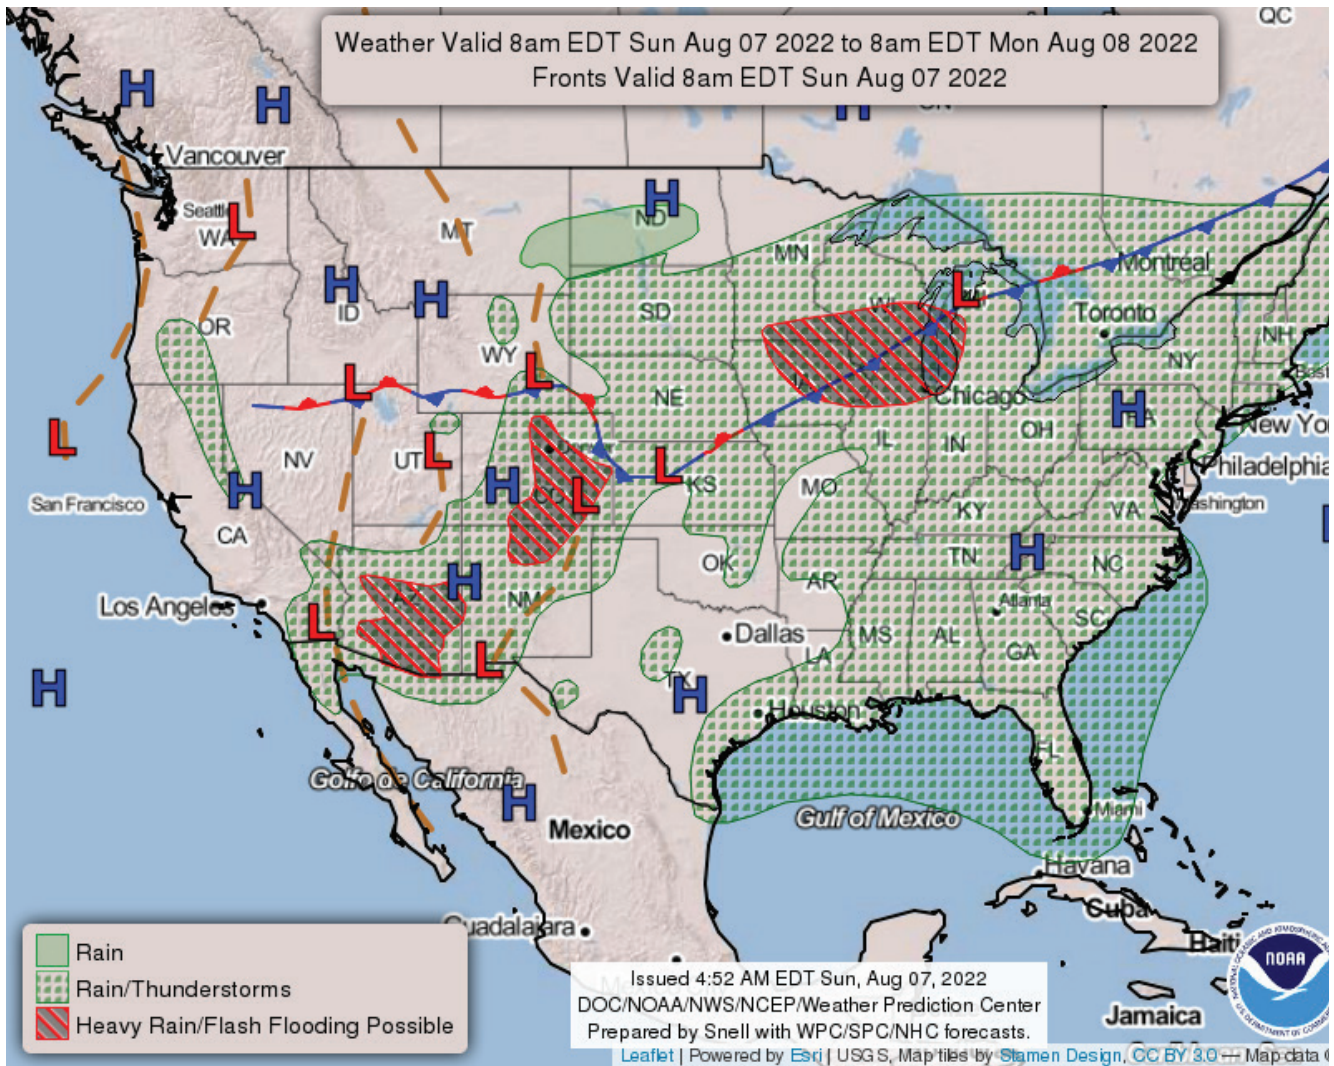 QC
Weather Valid 8am EDT Sun Aug 07 2022 to 8am EDT Mon Aug 08 2022
Fronts Valid 8am EDT Sun Aug 07 2022
H
H
H
ON
Vancouver
H
ND
Seattle
L
WA
MT
MN
Montréal
H
H
ID
L
OR
WY
SD
WI
Toronto
NH
NY
L
L
NE
IA
Chicago
H
PA
New Yo
NV
UT
L
L
IL
IN
OH
Philadelphia
San Francisco
H
H
CO
L
L
KS
MO
KY
VA
Washington
CA
OK
TN
H
NC
AR
Los Angeles
AZ
H
NM
Atlanta
SC
L
L
Dallas
MS
AL
GA
LA
H
TX
H
Houston
FL
Golfo de California
H
Mexico
Gulf of Mexico
Miami
Havana
Cuba
Guadalajara
Haiti
Jamaica
Rain
Rain/Thunderstorms
Heavy Rain/Flash Flooding Possible
Issued 4:52 AM EDT Sun, Aug 07, 2022
DOC/NOAA/NWS/NCEP/Weather Prediction Center
Prepared by Snell with WPC/SPC/NHC forecasts.
NOAA
Leaflet | Powered by Esri | USGS, Map tiles by Stamen Design, CC BY 3.0 — Map data ©